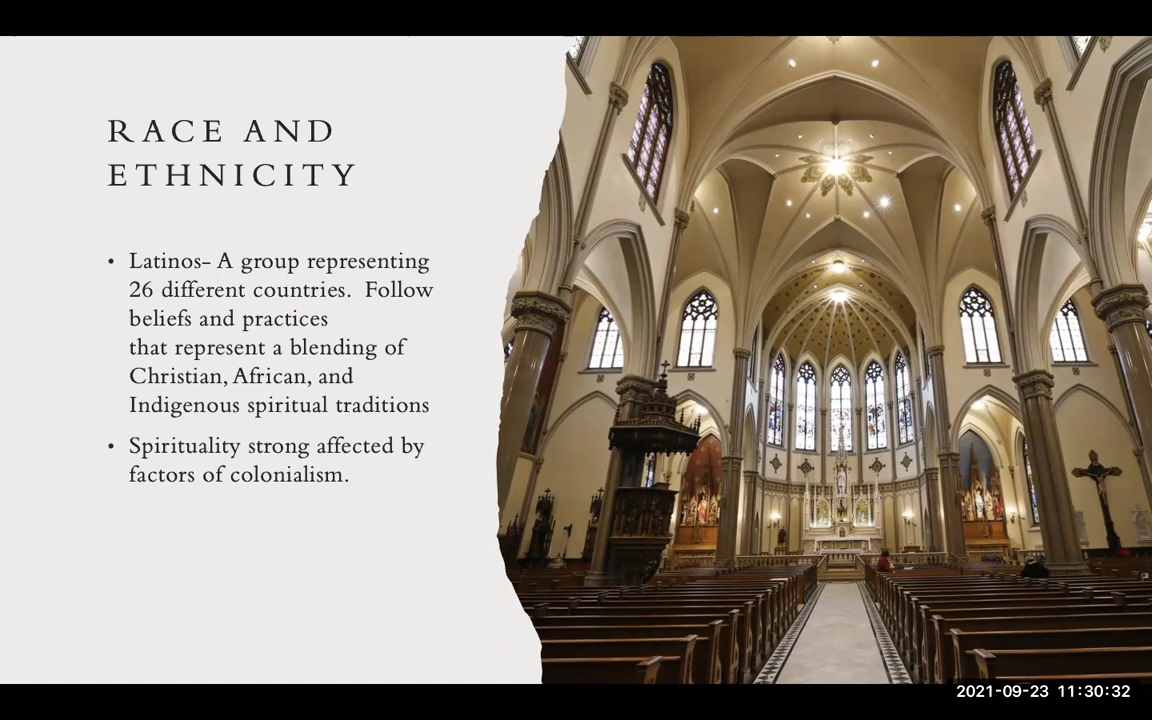 RACE AND
ETHNICITY
• Latinos– A group representing
26 different countries.  Follow
beliefs and practices
that represent a blending of
Christian, African, and
Indigenous spiritual traditions
• Spirituality strong affected by
factors of colonialism.
2021-09-23 11:30:32